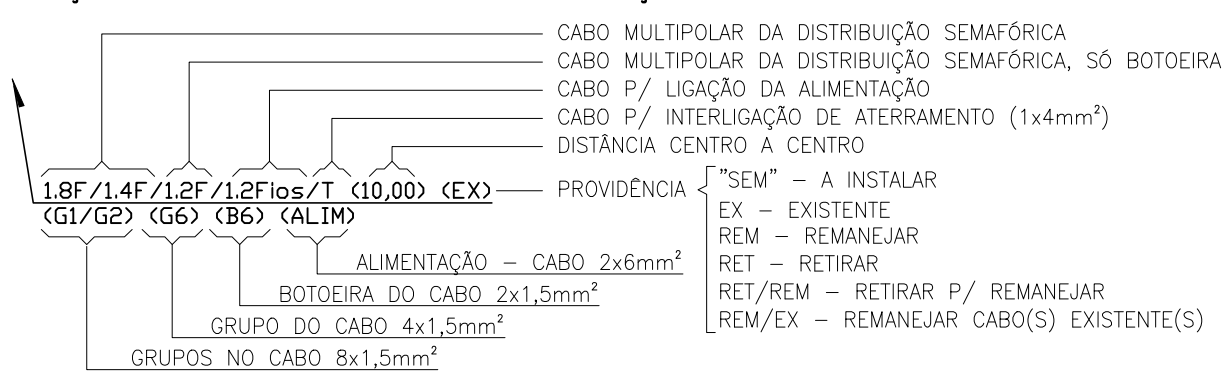 CABO MULTIPOLAR DA DISTRIBUIÇÃO SEMAFÓRICA
CABO MULTIPOLAR DA DISTRIBUIÇÃO SEMAFÓRICA, SÓ BOTOEIRA
CABO P/ LIGAÇÃO DA ALIMENTAÇÃO
CABO P/ INTERLIGAÇÃO DE ATERRAMENTO (1x4mm²)
DISTÂNCIA CENTRO A CENTRO
1.8F/1.4F/1.2F/1.2Fios/T (10,00) (EX)
(G1/G2) (G6) (B6) (ALIM)
PROVIDÊNCIA
"SEM" – A INSTALAR
EX – EXISTENTE
REM – REMANEJAR
RET – RETIRAR
RET/REM – RETIRAR P/ REMANEJAR
REM/EX – REMANEJAR CABO(S) EXISTENTE(S)
ALIMENTAÇÃO – CABO 2x6mm²
BOTOEIRA DO CABO 2x1,5mm²
GRUPO DO CABO 4x1,5mm²
GRUPOS NO CABO 8x1,5mm²